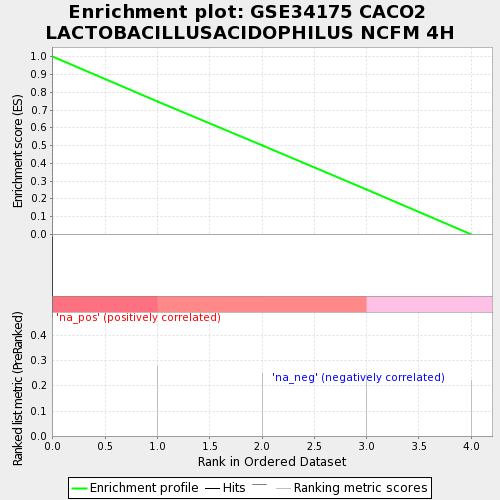 Enrichment plot: GSE34175 CACO2
LACTOBACILLUSACIDOPHILUS NCFM 4H
Enrichment score (ES)
1.0
0.9
0.8
0.7
0.6
0.5
0.4
0.3
0.2
0.1
0.0
'na_pos' (positively correlated)
'na_neg' (negatively correlated)
Ranked list metric (PreRanked)
0.4
0.3
0.2
0.1
0.0
0.0 0.5 1.0 1.5 2.0 2.5 3.0 3.5 4.0
Rank in Ordered Dataset
Enrichment profile Hits Ranking metric scores